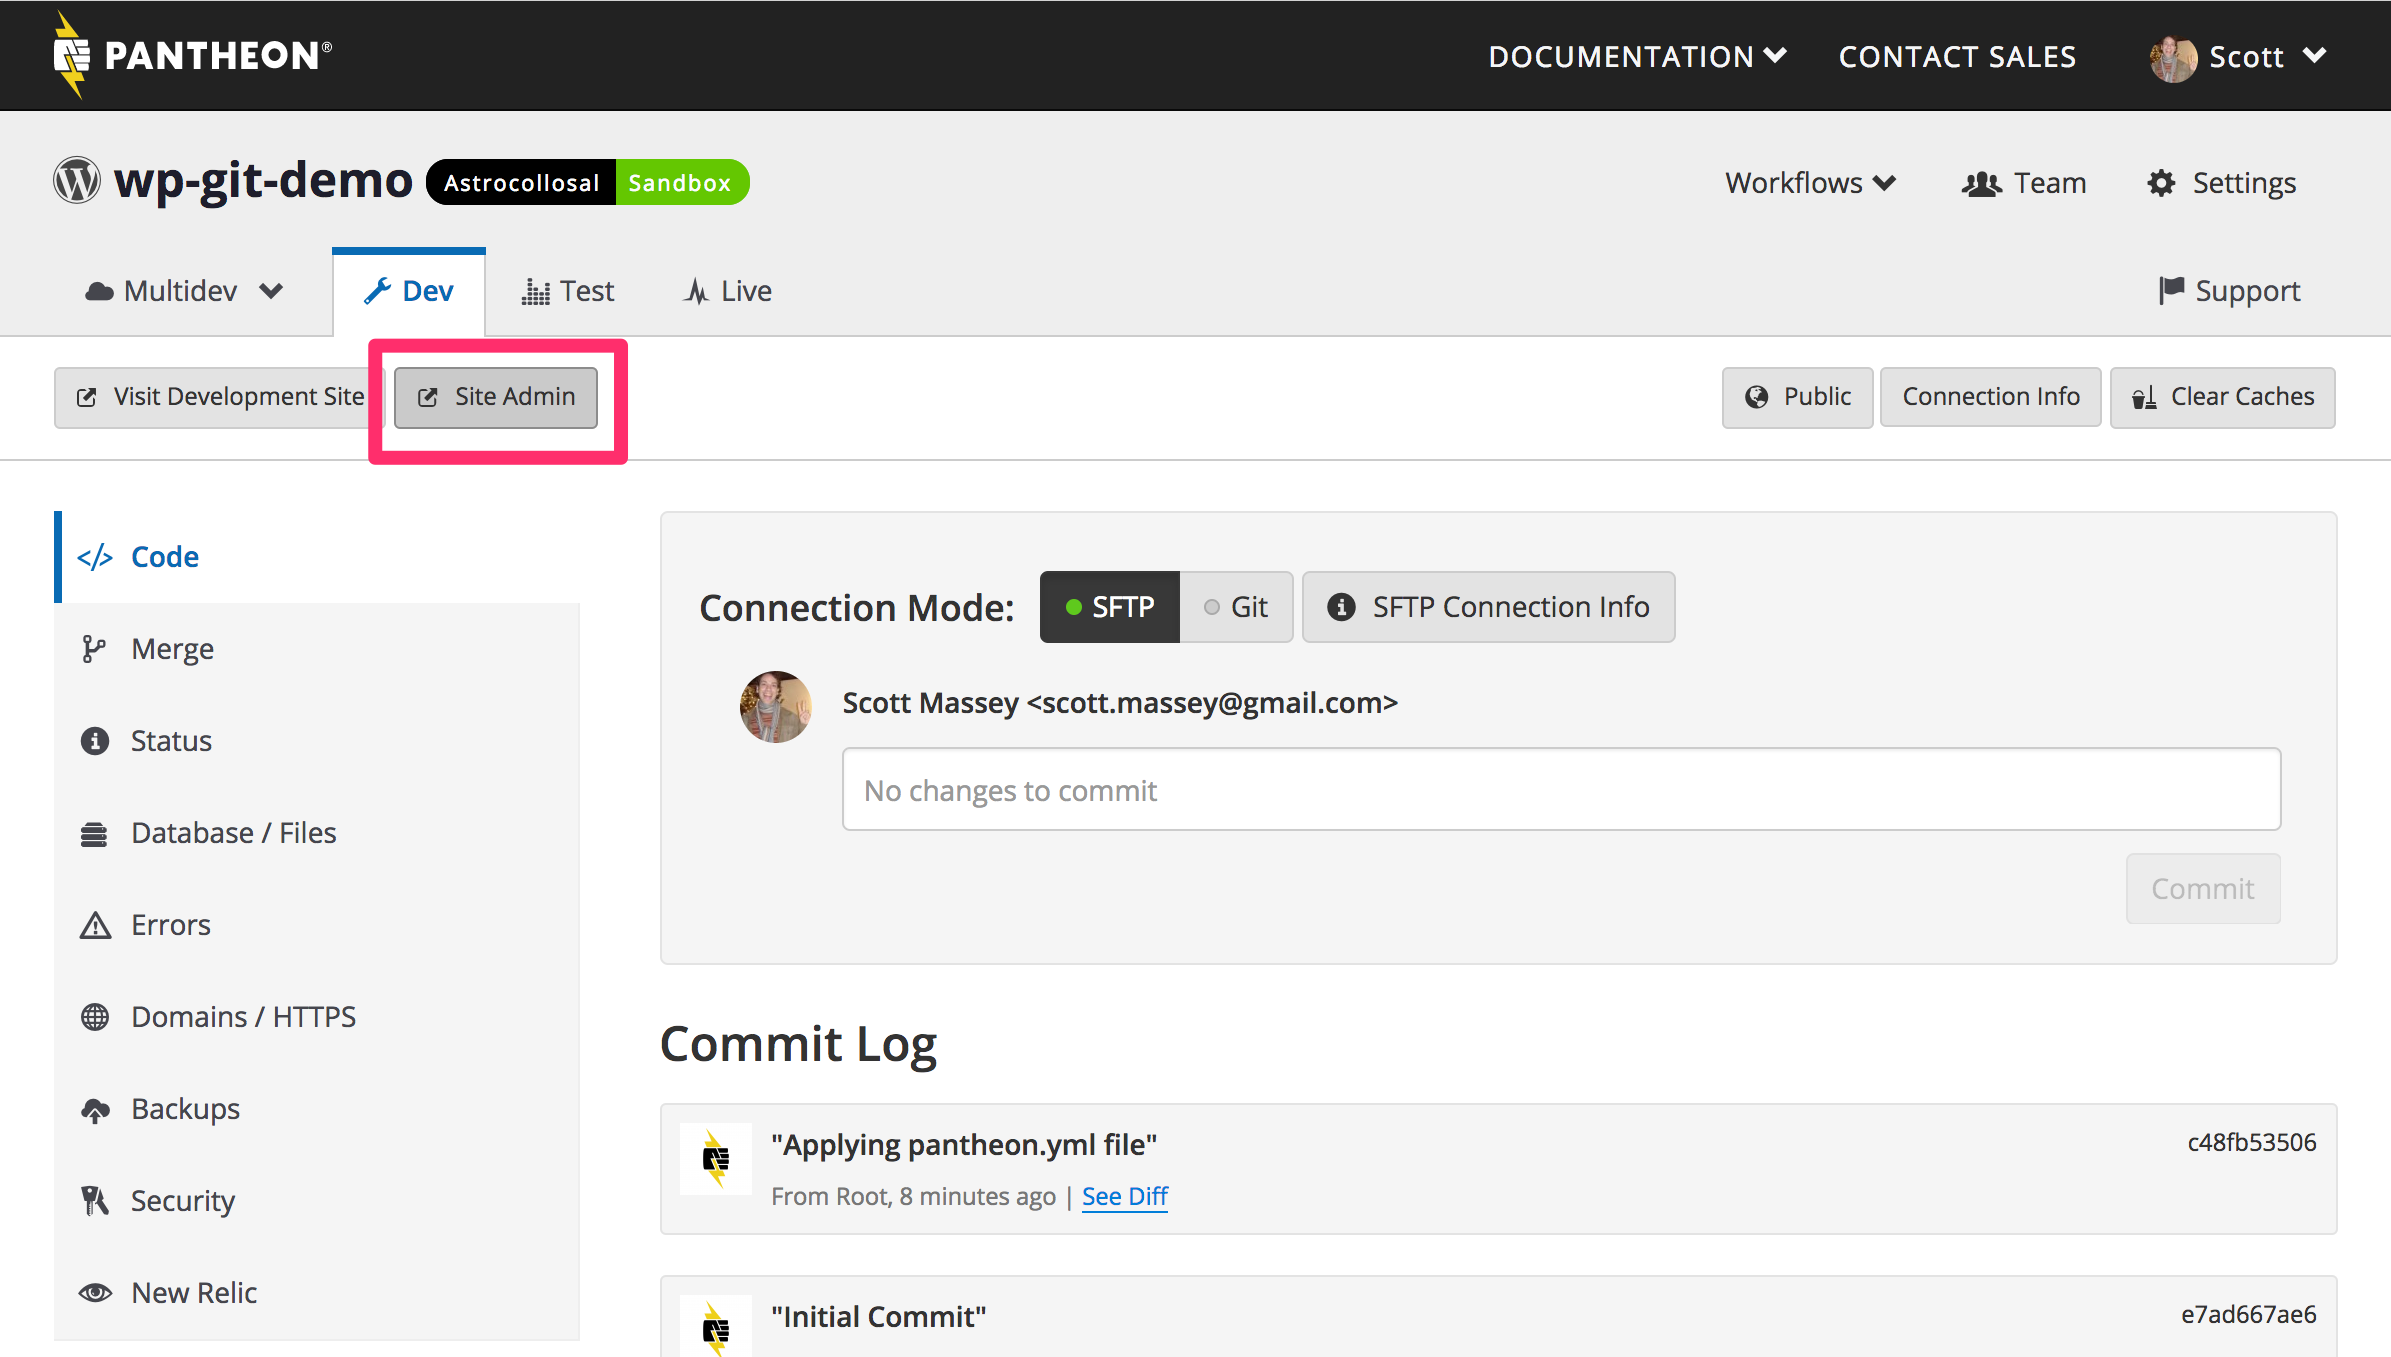 PANTHEON®
DOCUMENTATION
CONTACT SALES
Scott
wp-git-demo
Astrocollosal
Sandbox
Workflows
Team
Settings
Multidev
Dev
Test
Live
Support
Visit Development Site
Site Admin
Public
Connection Info
Clear Caches
</> Code
Merge
Status
Database / Files
Errors
Domains / HTTPS
Backups
Security
New Relic
Connection Mode:
SFTP
Git
SFTP Connection Info
Scott Massey <scott.massey@gmail.com>
No changes to commit
Commit
Commit Log
"Applying pantheon.yml file"
c48fb53506
From Root, 8 minutes ago | See Diff
"Initial Commit"
e7ad667ae6